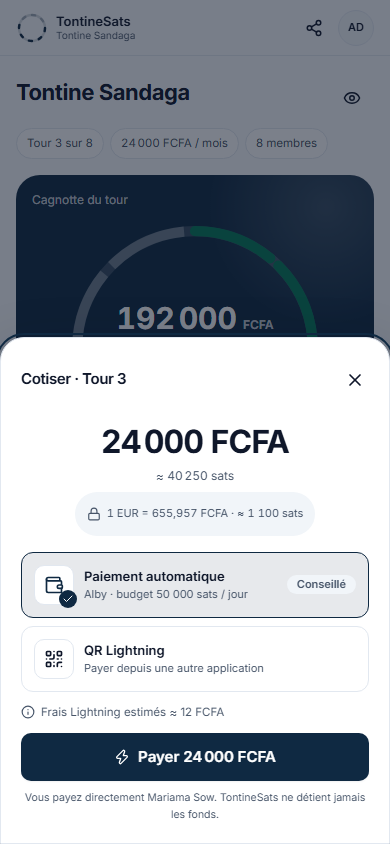 TontineSats
Tontine Sandaga
AD
Tontine Sandaga
Tour 3 sur 8
24 000 FCFA / mois
8 membres
Cagnotte du tour
192 000 FCFA
Cotiser · Tour 3
24 000 FCFA
≈ 40 250 sats
1 EUR = 655,957 FCFA · ≈ 1 100 sats
Paiement automatique
Alby · budget 50 000 sats / jour
Conseillé
QR Lightning
Payer depuis une autre application
Frais Lightning estimés ≈ 12 FCFA
Payer 24 000 FCFA
Vous payez directement Mariama Sow. TontineSats ne détient jamais
les fonds.